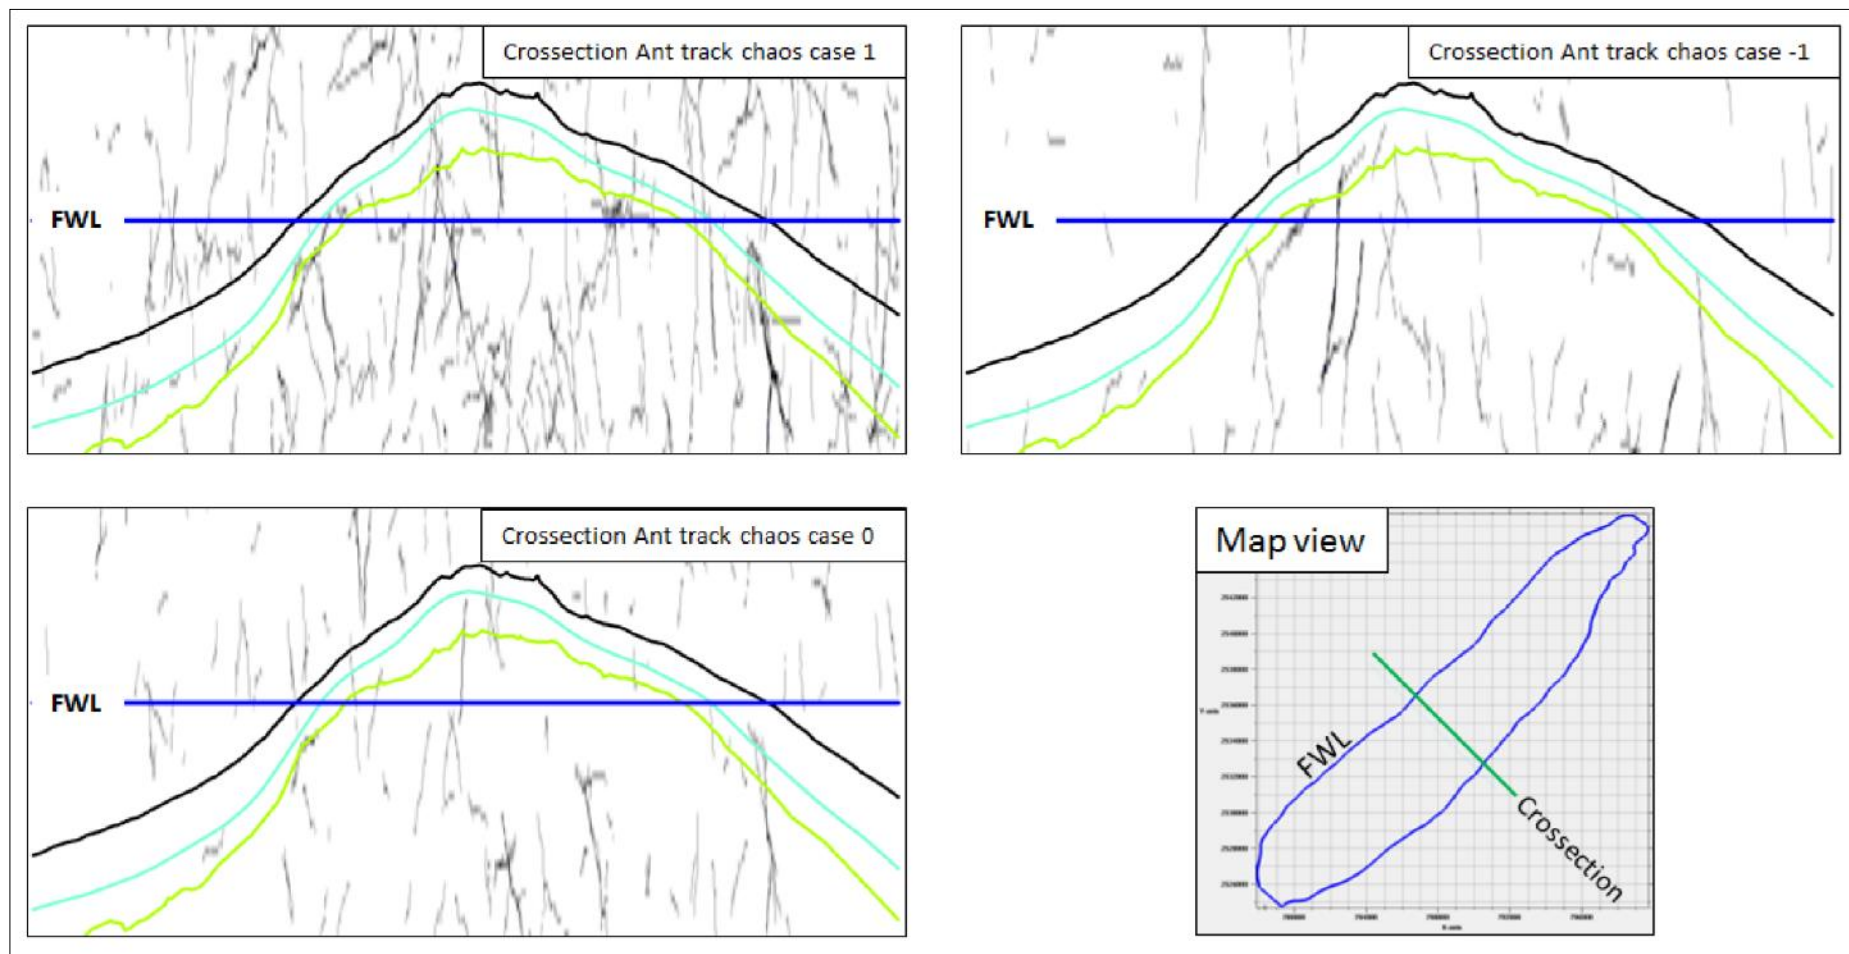 Crossection Ant track chaos case 1
FWL
Crossection Ant track chaos case -1
FWL
Crossection Ant track chaos case 0
FWL
Map view
FWL
Crossection